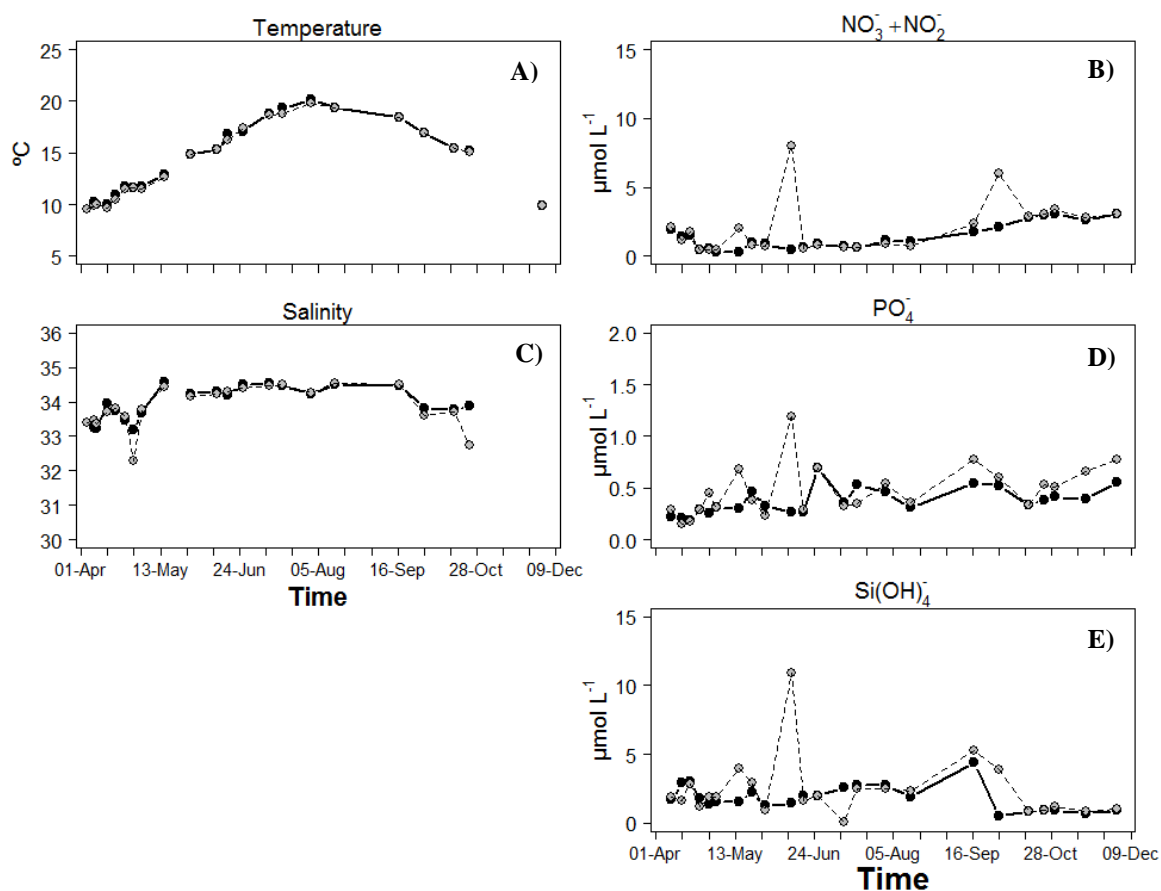 Temperature
A)
25
20
15
10
5
ºC
NO₃⁻ + NO₂⁻
B)
15
10
5
0
µmol L⁻¹
Salinity
C)
36
35
34
33
32
31
30
01-Apr 13-May 24-Jun 05-Aug 16-Sep 28-Oct 09-Dec
Time
PO₄⁻
D)
2.0
1.5
1.0
0.5
0.0
µmol L⁻¹
Si(OH)₄⁻
E)
15
10
5
0
µmol L⁻¹
01-Apr 13-May 24-Jun 05-Aug 16-Sep 28-Oct 09-Dec
Time